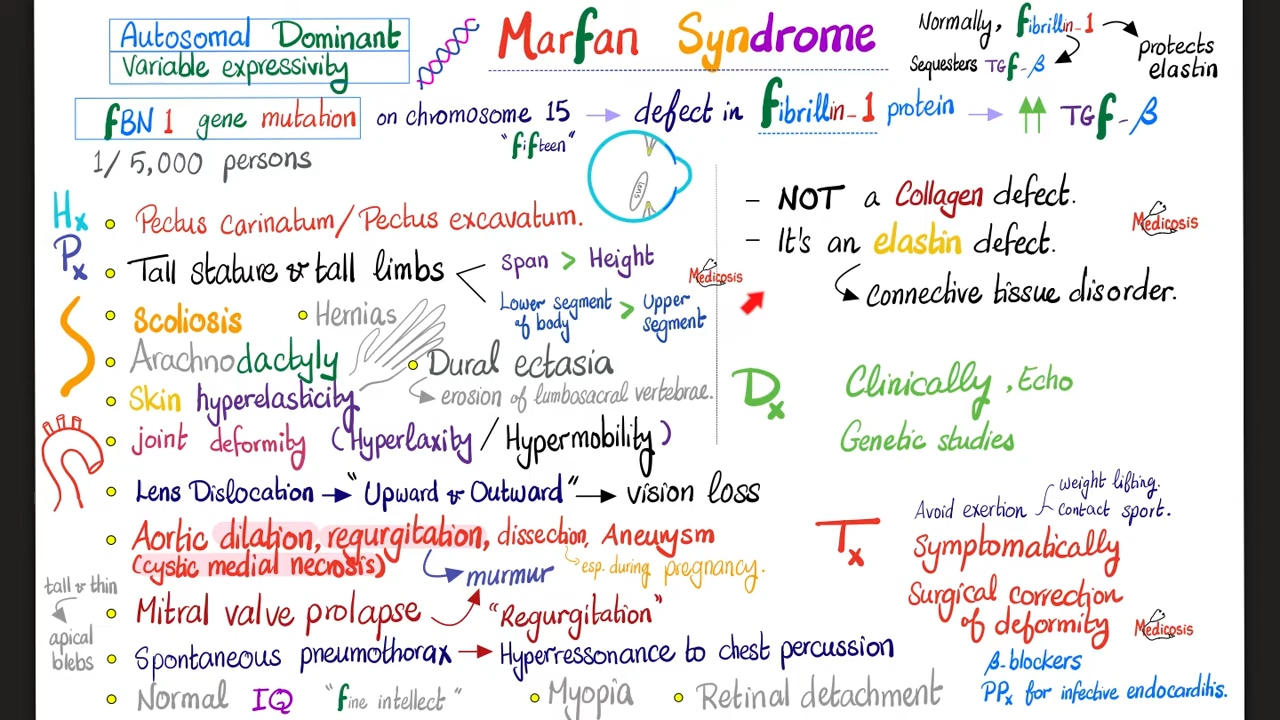 Autosomal Dominant
Variable expressivity
Marfan Syndrome
Normally, Fibrillin-1
protects elastin
Sequesters TGF-β
FBN 1 gene mutation on chromosome 15 → defect in Fibrillin-1 protein → ↑↑ TGF-β
"fifteen"
1/5,000 persons
Hx
Px
• Pectus carinatum/Pectus excavatum.
Lens
• Tall stature & tall limbs
Span > Height
Lower segment of body > Upper segment
Medicosis
• Scoliosis
• Hernias
• Arachnodactyly
• Dural ectasia
erosion of lumbosacral vertebrae.
• Skin hyperelasticity
• joint deformity (Hyperlaxity / Hypermobility)
• Lens Dislocation → "Upward & Outward" → vision loss
• Aortic dilation, regurgitation, dissection, Aneurysm
(cystic medial necrosis)
murmur
esp. during pregnancy.
• Mitral valve prolapse
"Regurgitation"
tall & thin
apical blebs
• Spontaneous pneumothorax → Hyperressonance to chest percussion
• Normal IQ "fine intellect"
• Myopia
• Retinal detachment
- NOT a Collagen defect.
- It's an elastin defect.
Connective tissue disorder.
Medicosis
Dx
Clinically, Echo
Genetic studies
Tx
Avoid exertion
weight lifting.
contact sport.
Symptomatically
Surgical correction
of deformity
Medicosis
β-blockers
PPx for infective endocarditis.